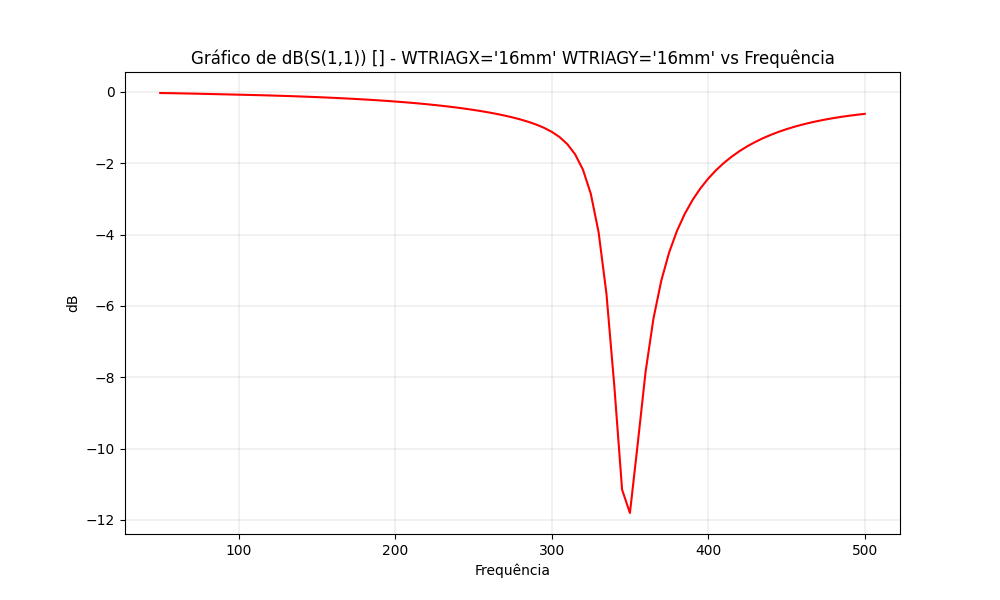 Gráfico de dB(S(1,1)) [] - WTRIAGX='16mm' WTRIAGY='16mm' vs Frequência
dB
0
−2
−4
−6
−8
−10
−12
100 200 300 400 500
Frequência